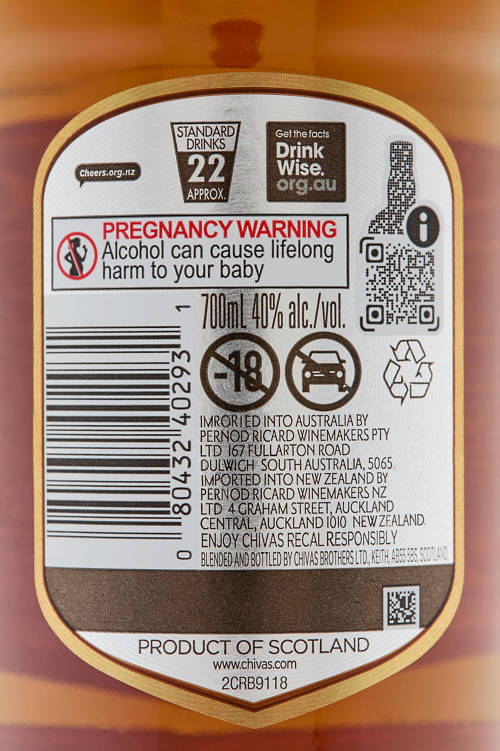 STANDARD
DRINKS
22
APPROX.
Get the facts
Drink
Wise.
org.au
Cheers.org.nz
PREGNANCY WARNING
Alcohol can cause lifelong
harm to your baby
700mL 40% alc./vol.
-18
0 80432 40293 1
IMPORTED INTO AUSTRALIA BY
PERNOD RICARD WINEMAKERS PTY
LTD 167 FULLARTON ROAD
DULWICH SOUTH AUSTRALIA, 5065.
IMPORTED INTO NEW ZEALAND BY
PERNOD RICARD WINEMAKERS NZ
LTD 4 GRAHAM STREET, AUCKLAND
CENTRAL, AUCKLAND 1010 NEW ZEALAND.
ENJOY CHIVAS RECAL RESPONSIBLY
BLENDED AND BOTTLED BY CHIVAS BROTHERS LTD., KEITH, AB55 5BS, SCOTLAND.
PRODUCT OF SCOTLAND
www.chivas.com
2CRB9118